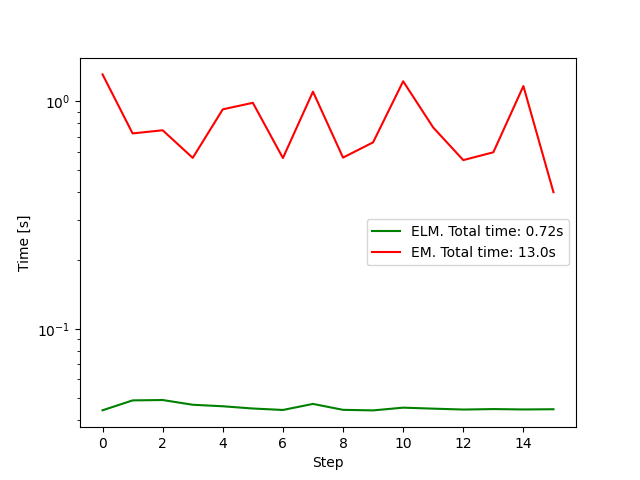 10⁰
Time [s]
ELM. Total time: 0.72s
EM. Total time: 13.0s
10⁻¹
0 2 4 6 8 10 12 14
Step